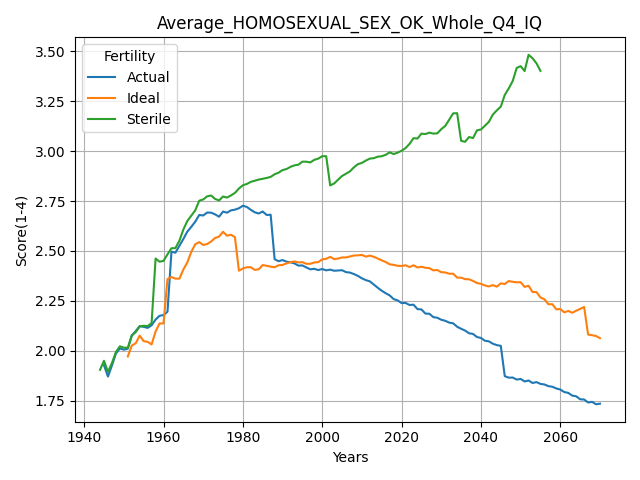 Average_HOMOSEXUAL_SEX_OK_Whole_Q4_IQ
Fertility
Actual
Ideal
Sterile
Score(1-4)
3.50
3.25
3.00
2.75
2.50
2.25
2.00
1.75
1940
1960
1980
2000
2020
2040
2060
Years